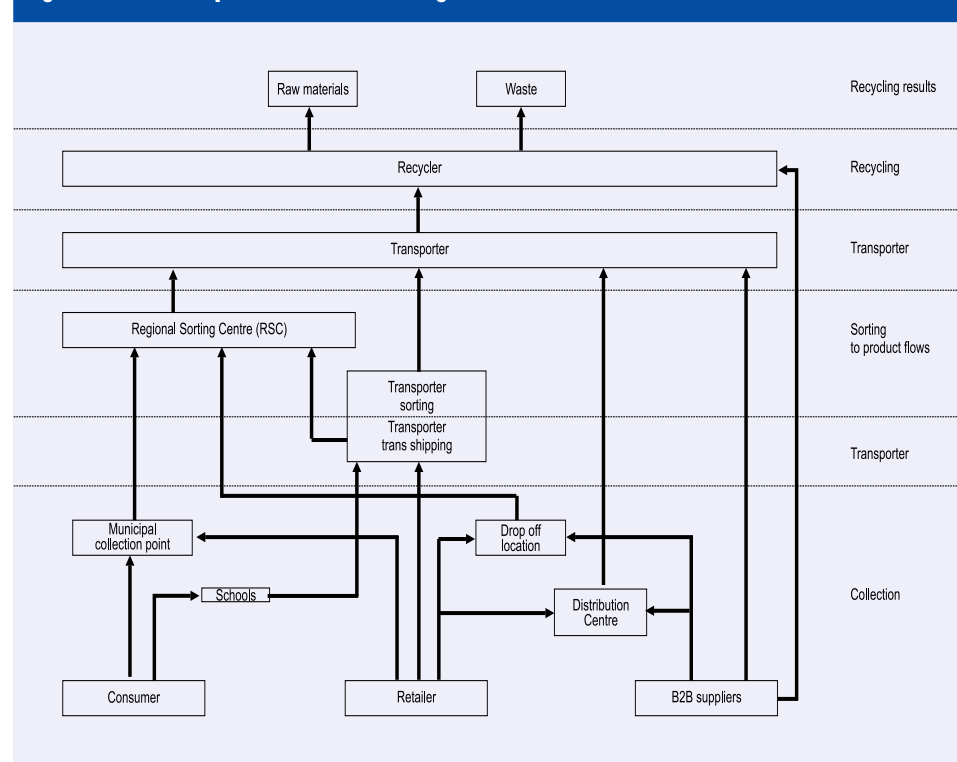 Raw materials
Waste
Recycling results
Recycler
Recycling
Transporter
Transporter
Regional Sorting Centre (RSC)
Sorting
to product flows
Transporter
sorting
Transporter
trans shipping
Transporter
Municipal
collection point
Drop off
location
Schools
Distribution
Centre
Collection
Consumer
Retailer
B2B suppliers